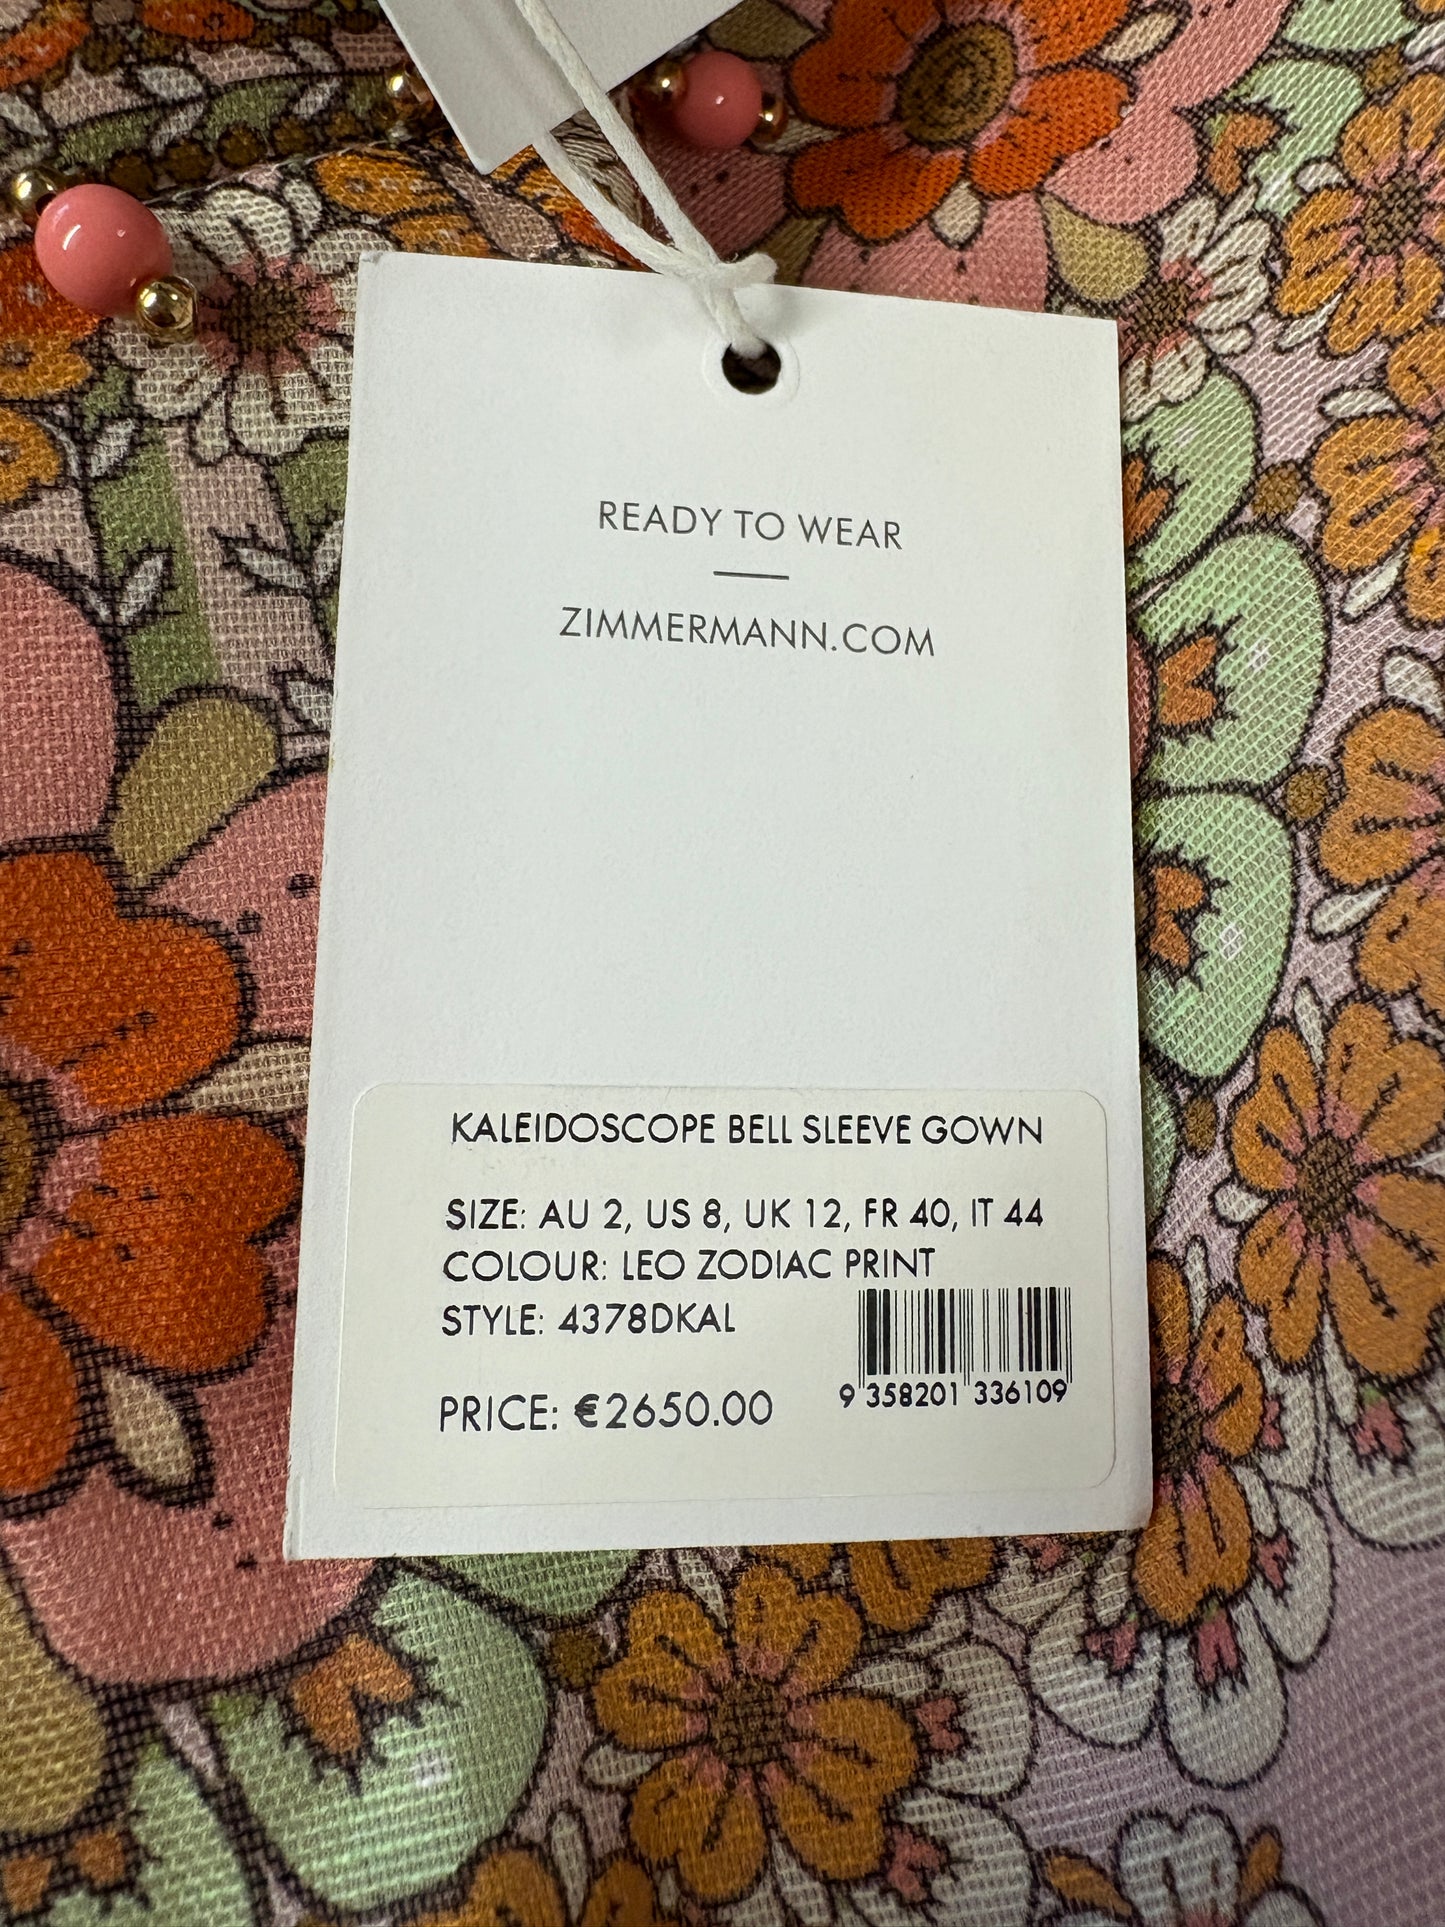 READY TO WEAR
ZIMMERMANN.COM
KALEIDOSCOPE BELL SLEEVE GOWN
SIZE: AU 2, US 8, UK 12, FR 40, IT 44
COLOUR: LEO ZODIAC PRINT
STYLE: 4378DKAL
PRICE: €2650.00
9 358201 336109